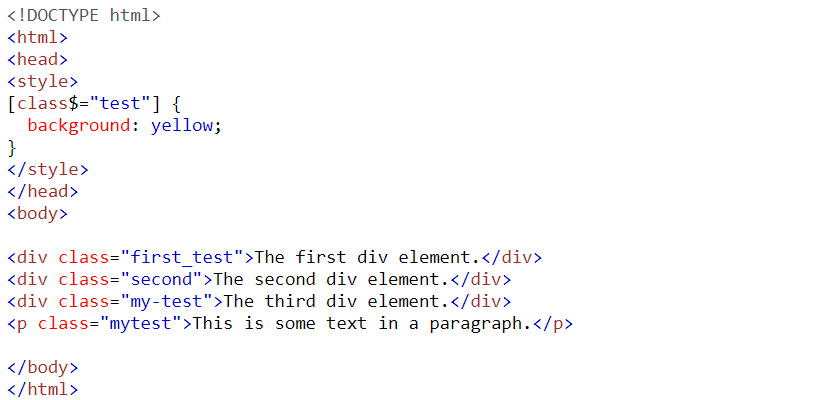 <!DOCTYPE html>
<html>
<head>
<style>
[class$="test"] {
  background: yellow;
}
</style>
</head>
<body>

<div class="first_test">The first div element.</div>
<div class="second">The second div element.</div>
<div class="my-test">The third div element.</div>
<p class="mytest">This is some text in a paragraph.</p>

</body>
</html>